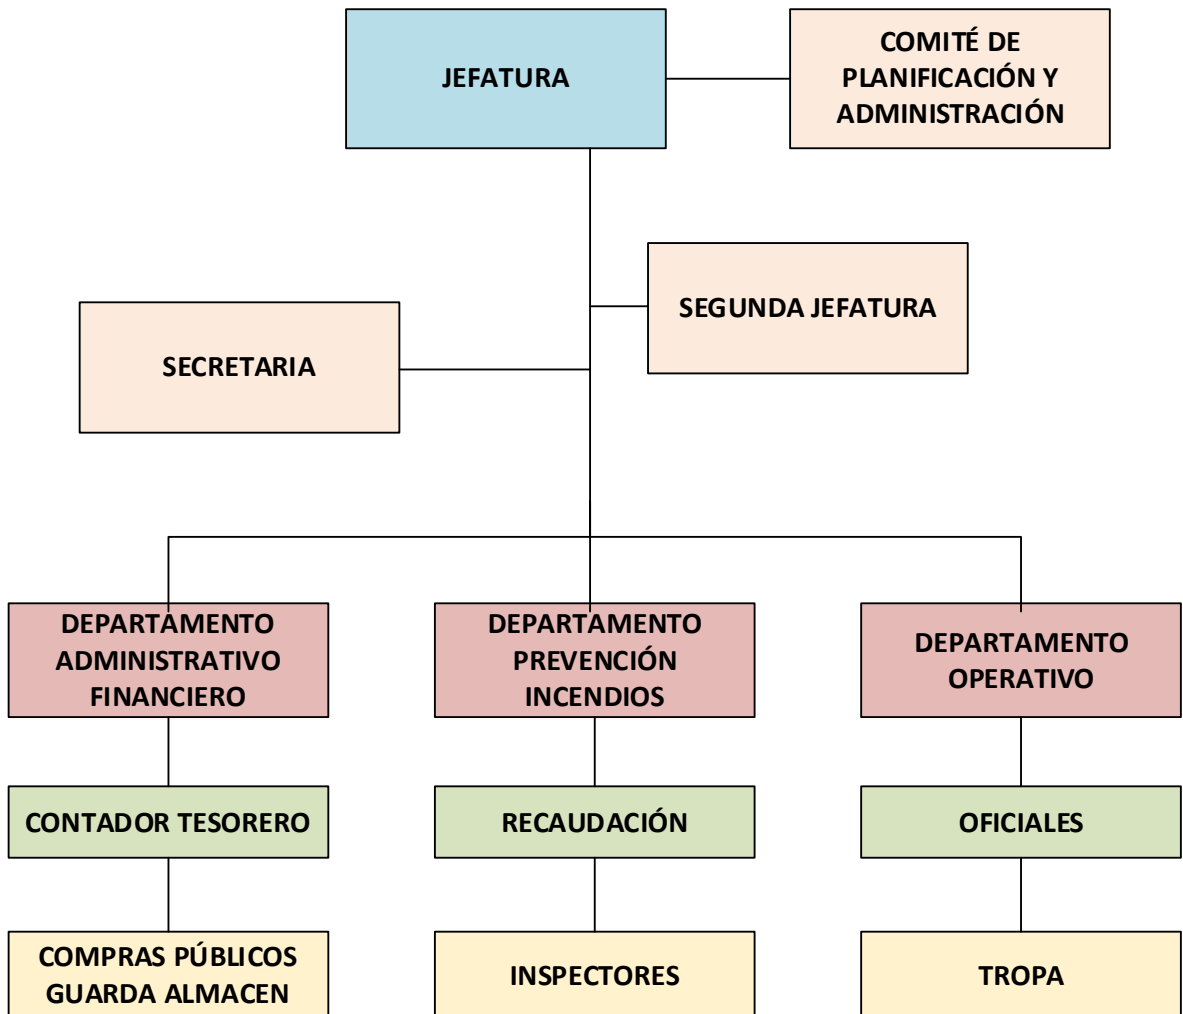 JEFATURA
COMITÉ DE
PLANIFICACIÓN Y
ADMINISTRACIÓN
SEGUNDA JEFATURA
SECRETARIA
DEPARTAMENTO
ADMINISTRATIVO
FINANCIERO
DEPARTAMENTO
PREVENCIÓN
INCENDIOS
DEPARTAMENTO
OPERATIVO
CONTADOR TESORERO
RECAUDACIÓN
OFICIALES
COMPRAS PÚBLICOS
GUARDA ALMACEN
INSPECTORES
TROPA